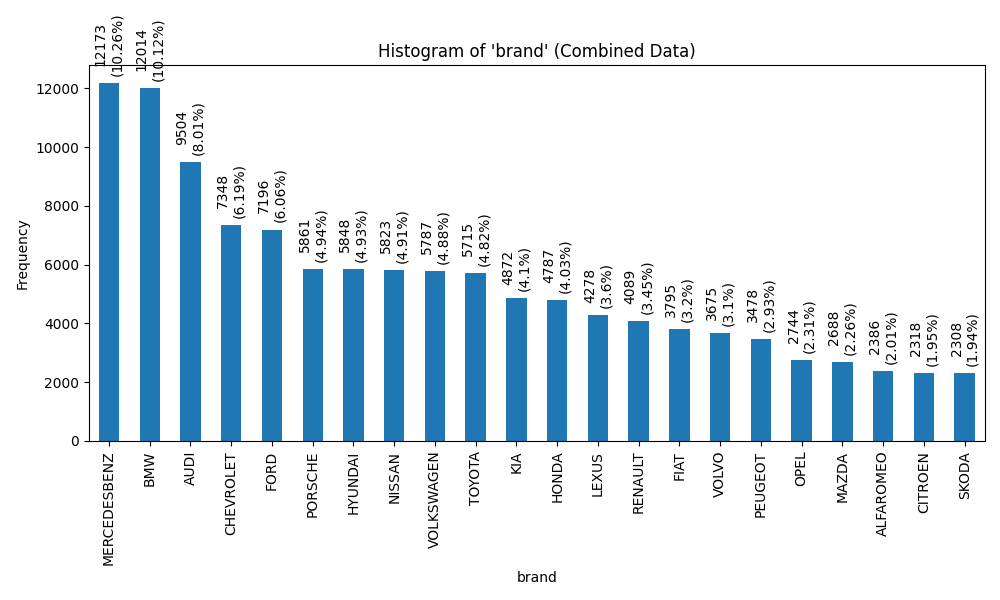 Histogram of 'brand' (Combined Data)
Frequency
12000
10000
8000
6000
4000
2000
0
12173
(10.26%)
12014
(10.12%)
9504
(8.01%)
7348
(6.19%)
7196
(6.06%)
5861
(4.94%)
5848
(4.93%)
5823
(4.91%)
5787
(4.88%)
5715
(4.82%)
4872
(4.1%)
4787
(4.03%)
4278
(3.6%)
4089
(3.45%)
3795
(3.2%)
3675
(3.1%)
3478
(2.93%)
2744
(2.31%)
2688
(2.26%)
2386
(2.01%)
2318
(1.95%)
2308
(1.94%)
MERCEDESBENZ
BMW
AUDI
CHEVROLET
FORD
PORSCHE
HYUNDAI
NISSAN
VOLKSWAGEN
TOYOTA
KIA
HONDA
LEXUS
RENAULT
FIAT
VOLVO
PEUGEOT
OPEL
MAZDA
ALFAROMEO
CITROEN
SKODA
brand